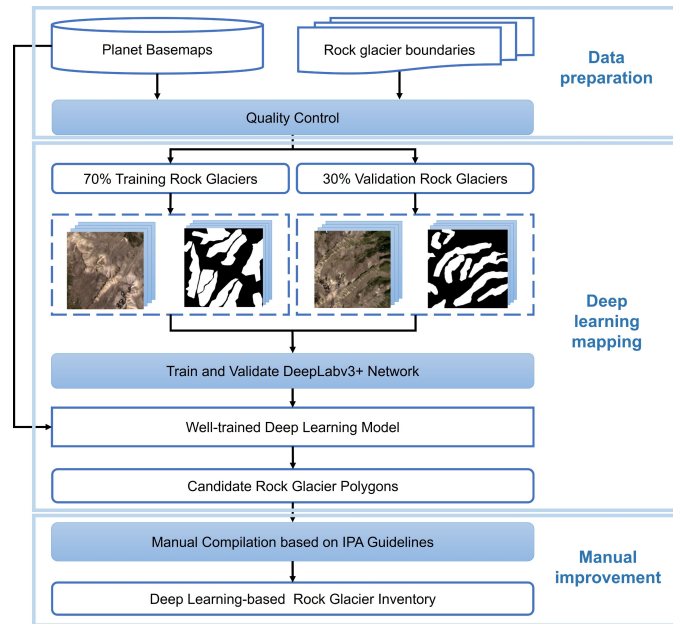 Planet Basemaps
Rock glacier boundaries
Data
preparation
Quality Control
70% Training Rock Glaciers
30% Validation Rock Glaciers
Deep
learning
mapping
Train and Validate DeepLabv3+ Network
Well-trained Deep Learning Model
Candidate Rock Glacier Polygons
Manual Compilation based on IPA Guidelines
Manual
improvement
Deep Learning-based Rock Glacier Inventory